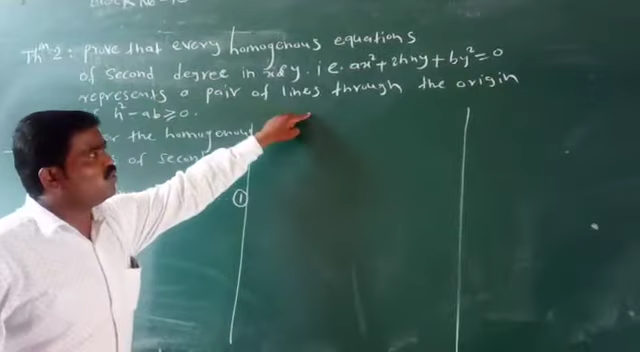 Thm-2: prove that every homogenous equations
of second degree in x & y. i.e. ax²+2hxy+by²=0
represents a pair of lines through the origin
h²-ab≥0.
the homogenous
of second
①